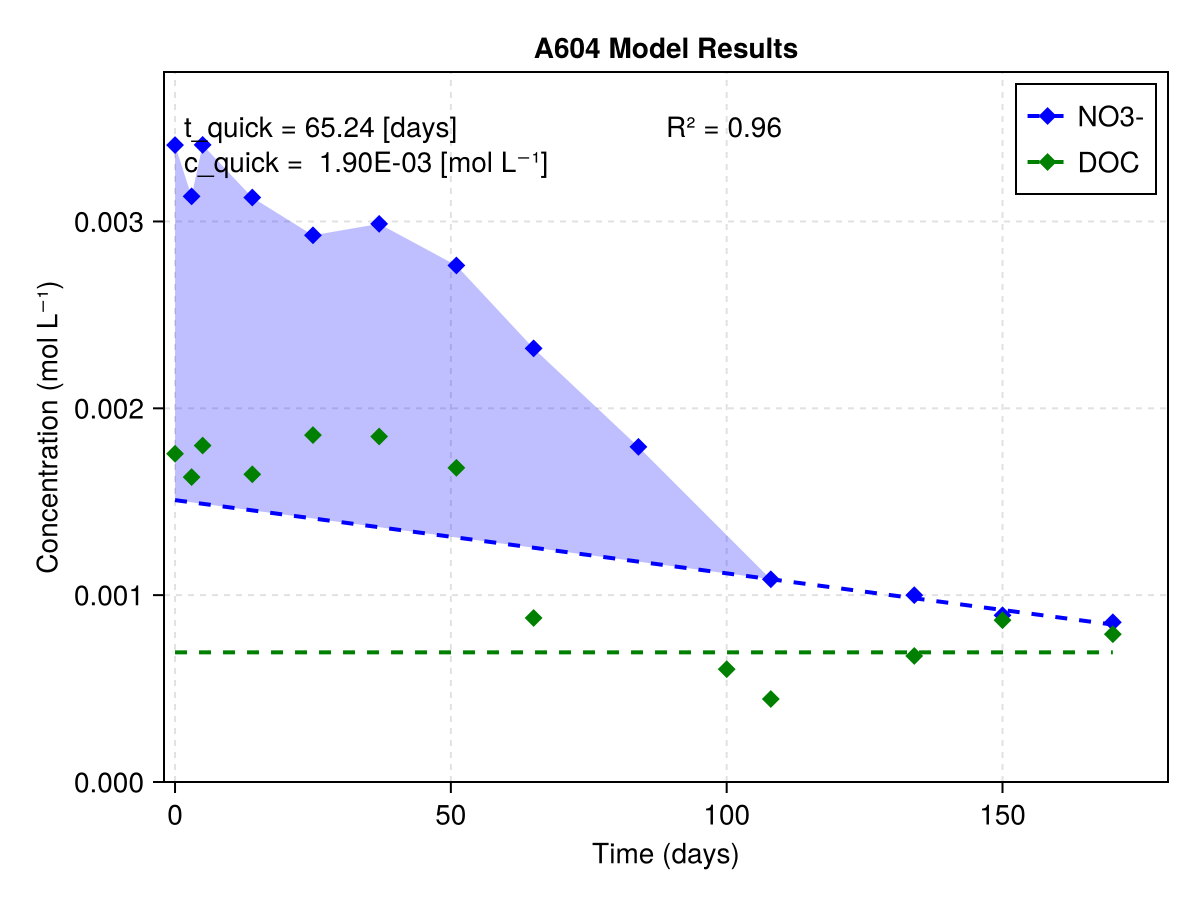 A604 Model Results
t_quick = 65.24 [days]
R² = 0.96
c_quick =  1.90E-03 [mol L⁻¹]
NO3-
DOC
Concentration (mol L⁻¹)
0.003
0.002
0.001
0.000
0
50
100
150
Time (days)